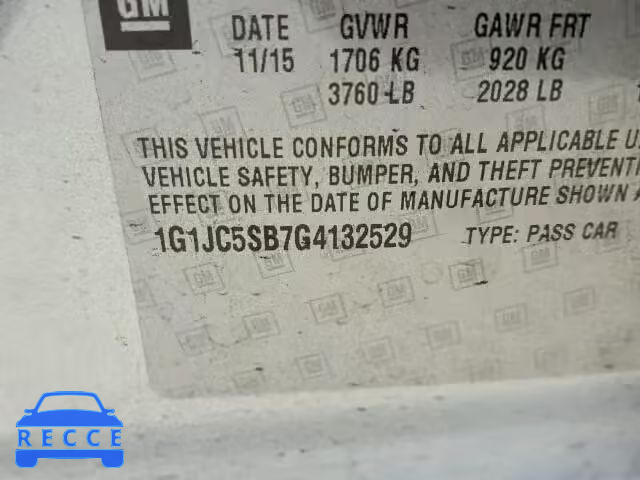 GM
DATE GVWR GAWR FRT
11/15 1706 KG 920 KG
3760 LB 2028 LB
THIS VEHICLE CONFORMS TO ALL APPLICABLE U.
VEHICLE SAFETY, BUMPER, AND THEFT PREVENTI
EFFECT ON THE DATE OF MANUFACTURE SHOWN A
1G1JC5SB7G4132529 TYPE: PASS CAR
RECCE